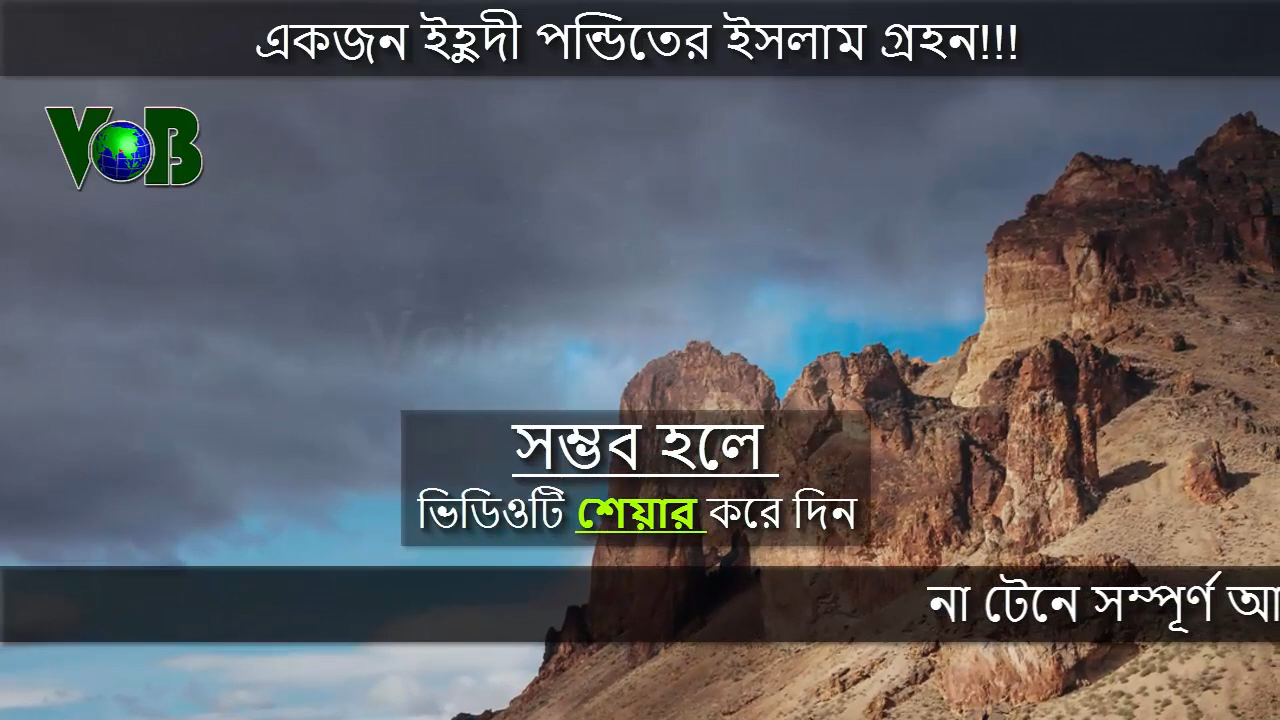 একজন ইহুদী পন্ডিতের ইসলাম গ্রহন!!!
VOB
সম্ভব হলে
ভিডিওটি শেয়ার করে দিন
না টেনে সম্পূর্ণ আ